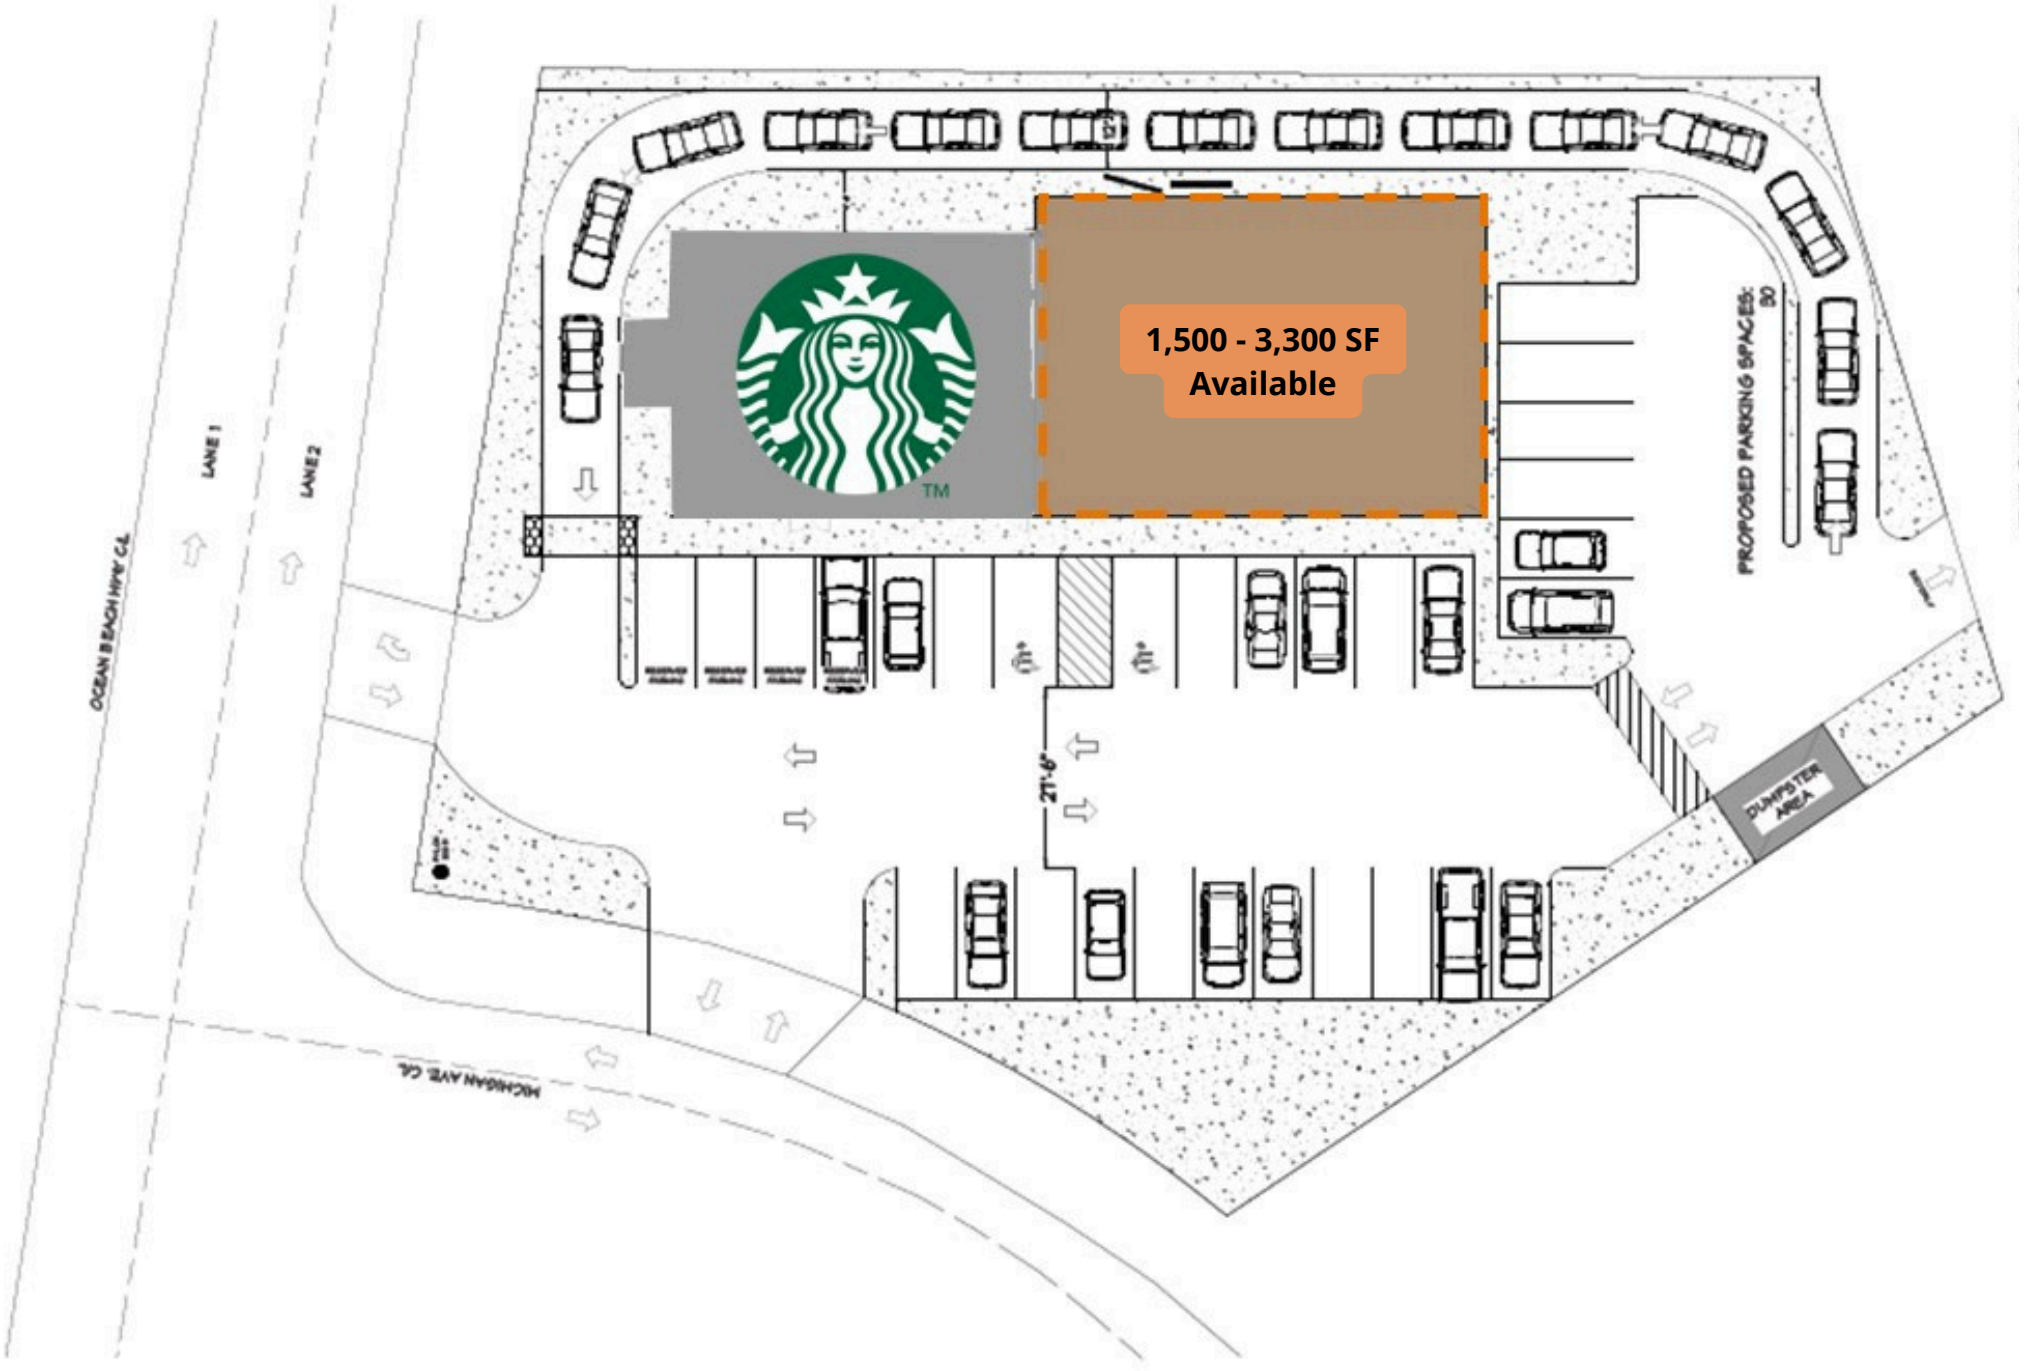 12'
1,500 - 3,300 SF
Available
TM
PROPOSED PARKING SPACES:
30
LANE 1
LANE 2
OCEAN BEACH HWY C/L
27'-6"
DUMPSTER
AREA
MICHIGAN AVE. C/L